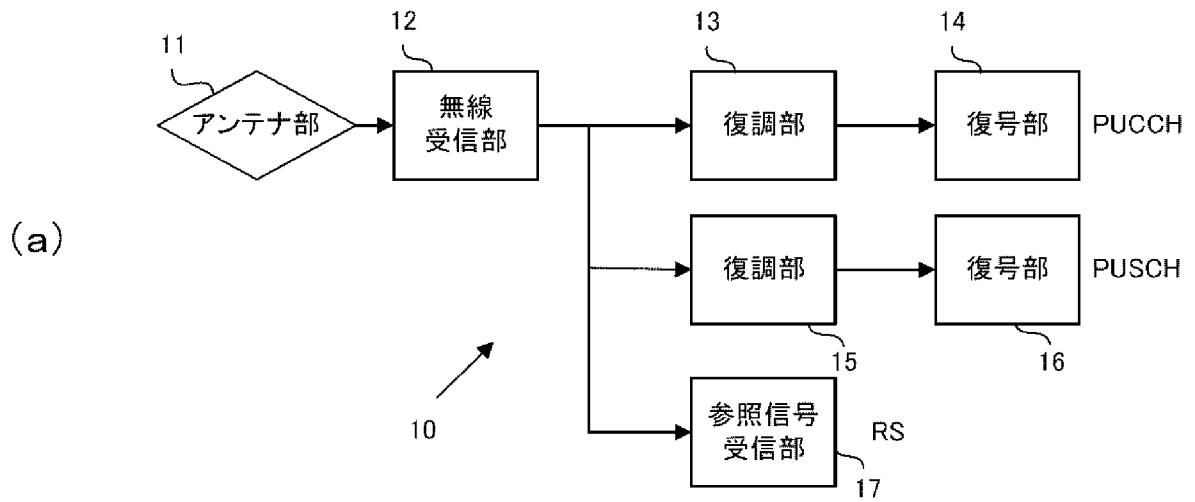 11
12
13
14
アンテナ部
無線
受信部
復調部
復号部
PUCCH
(a)
復調部
復号部
PUSCH
15
16
10
参照信号
受信部
RS
17